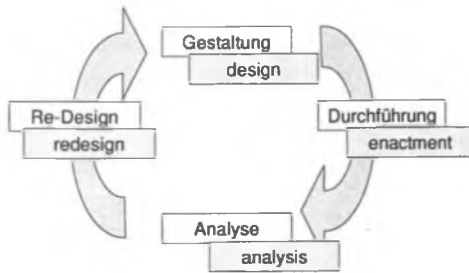 Gestaltung
design
Re-Design
redesign
Durchführung
enactment
Analyse
analysis